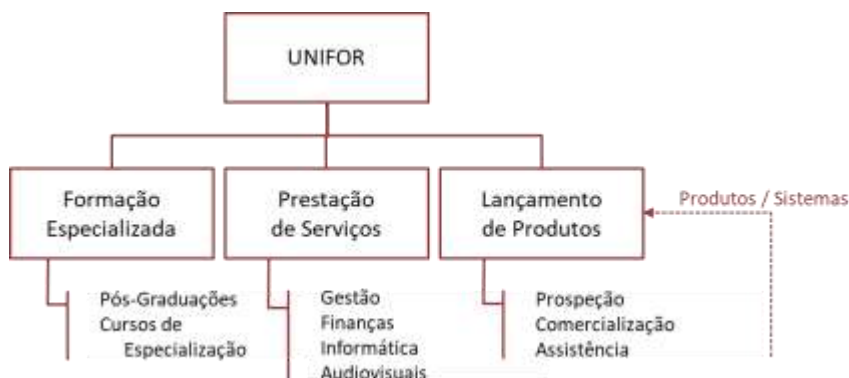 UNIFOR
Formação
Especializada
Prestação
de Serviços
Lançamento
de Produtos
Produtos / Sistemas
Pós-Graduações
Cursos de
Especialização
Gestão
Finanças
Informática
Audiovisuais
Prospeção
Comercialização
Assistência